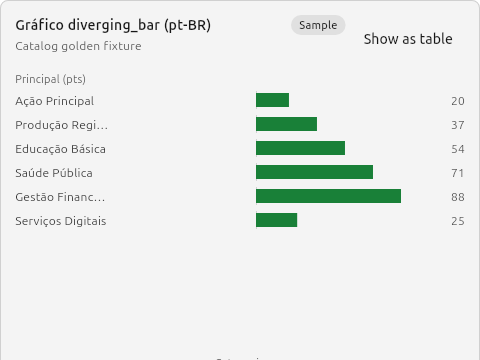 Gráfico diverging_bar (pt-BR)
Sample
Show as table
Catalog golden fixture
Principal (pts)
Ação Principal 20
Produção Regi… 37
Educação Básica 54
Saúde Pública 71
Gestão Financ… 88
Serviços Digitais 25